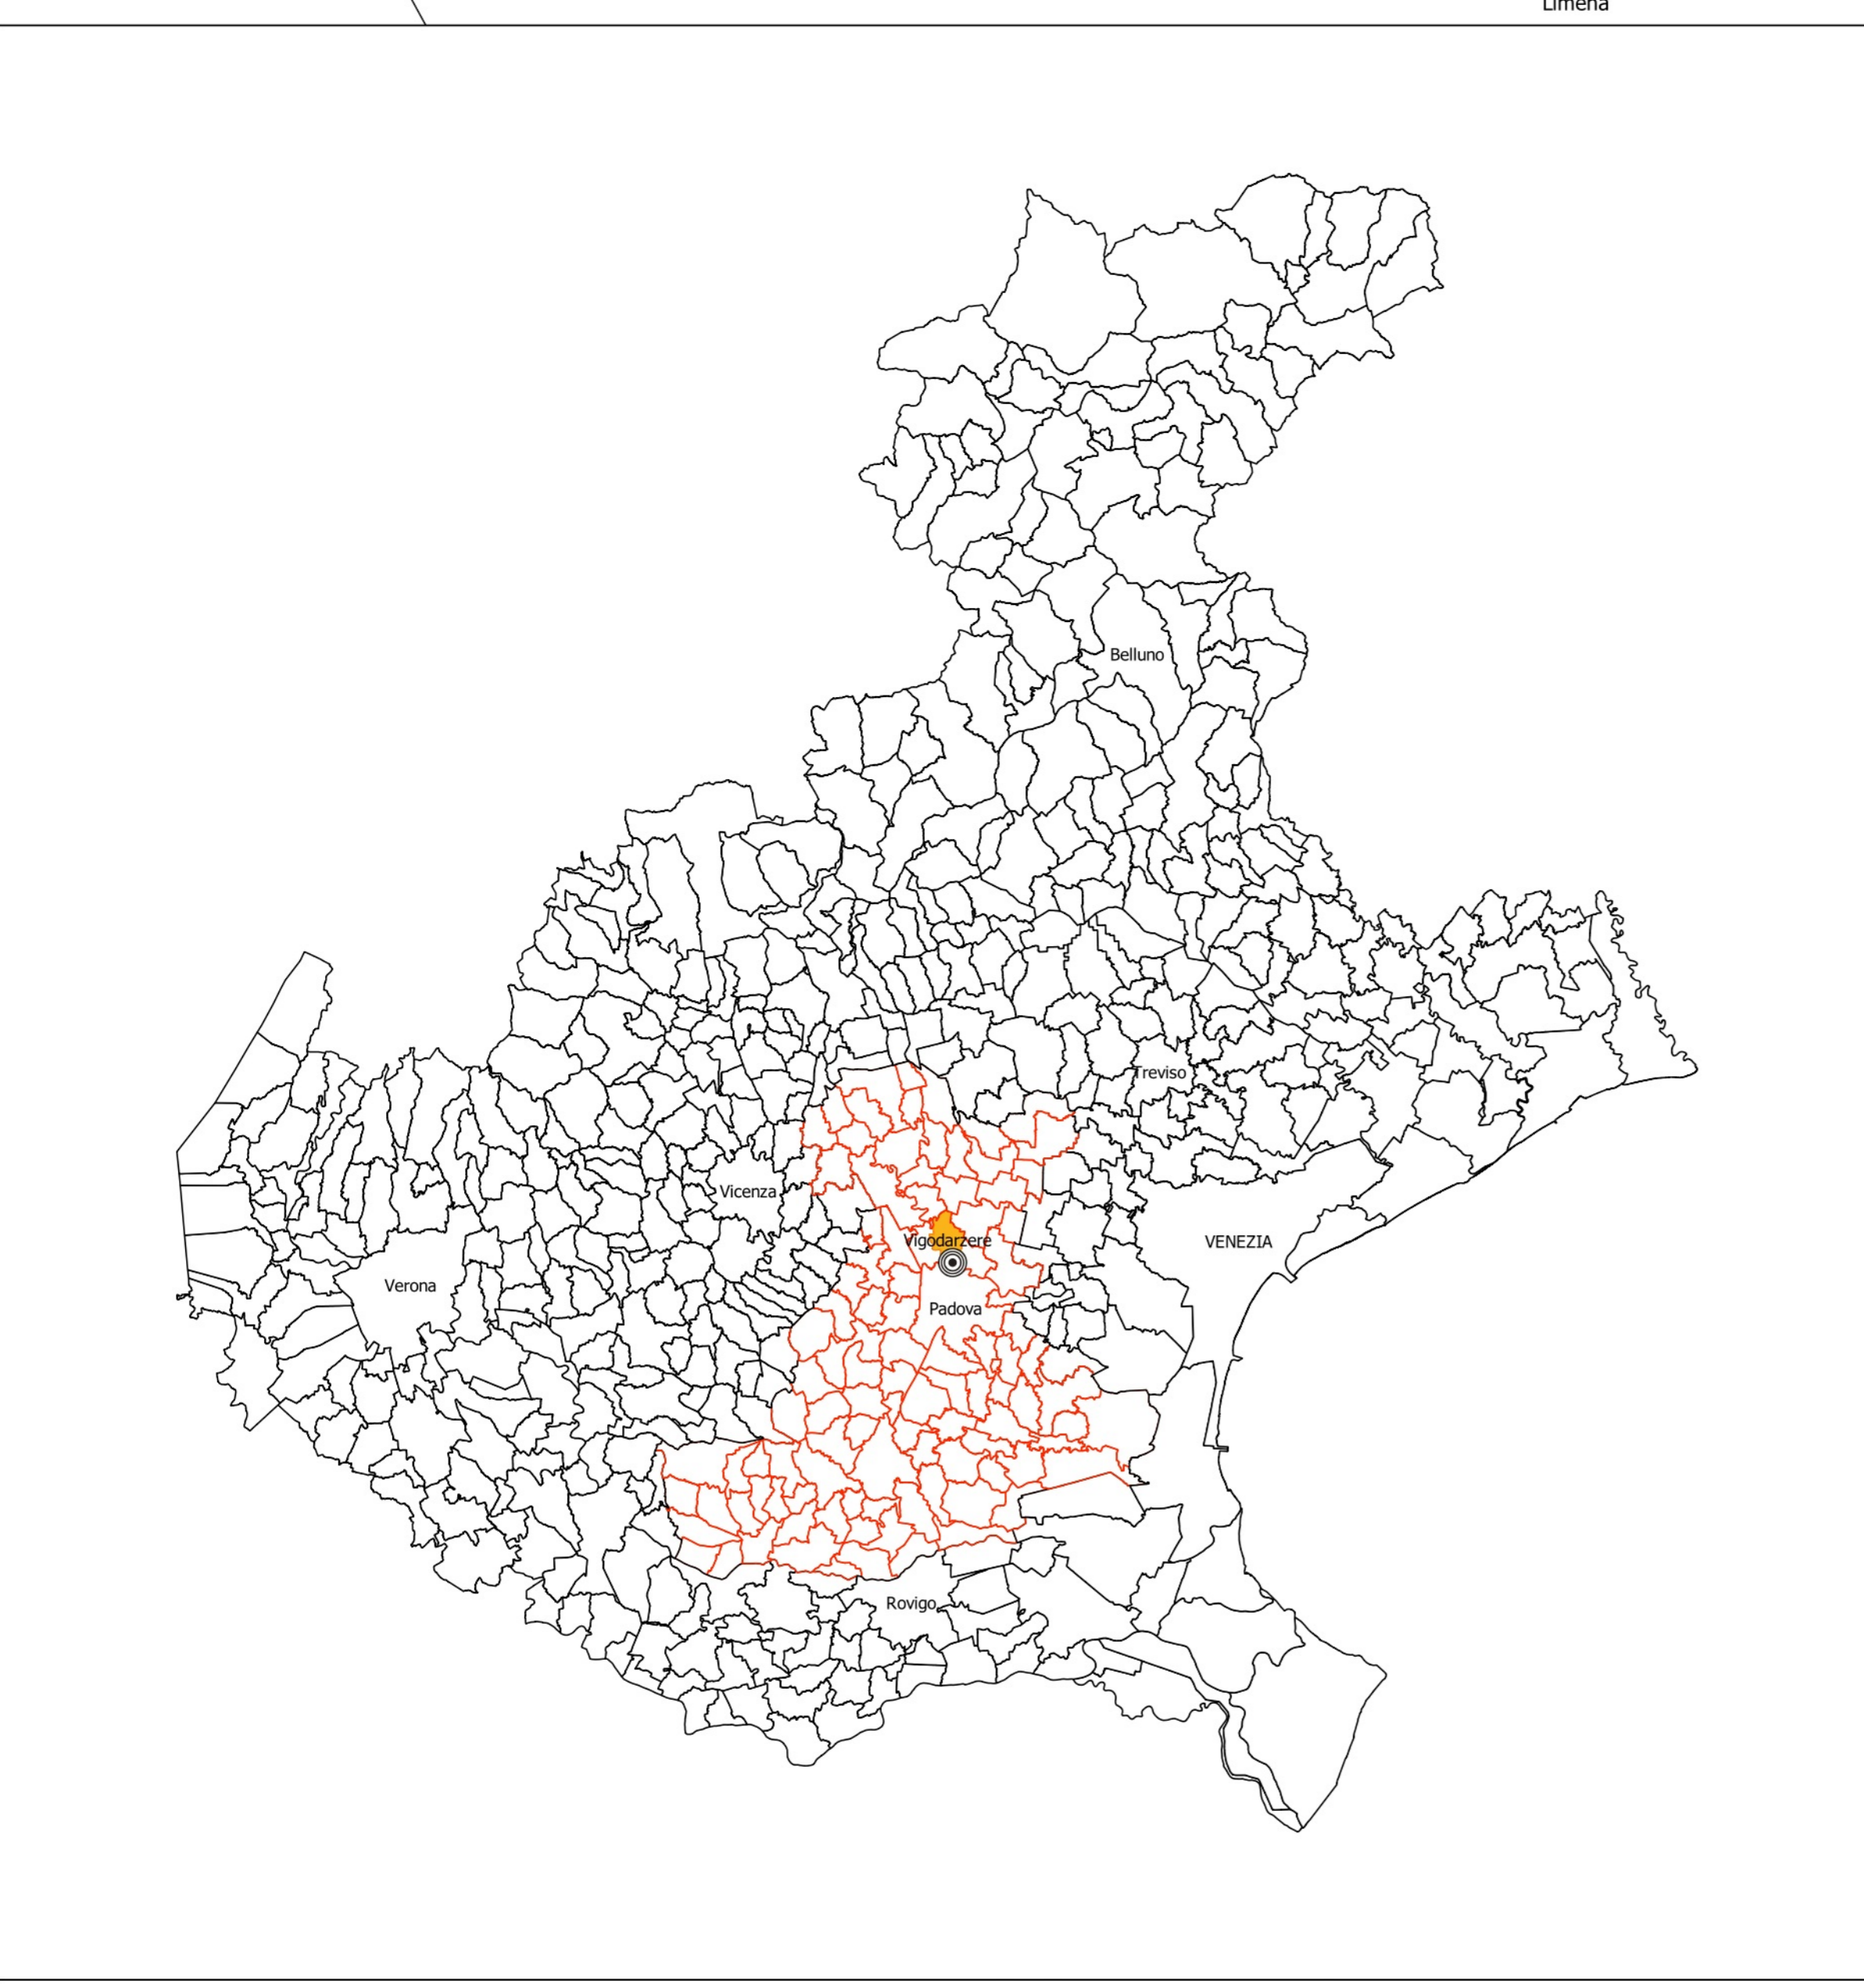 Limena
Belluno
Treviso
Vicenza
Vigodarzere
VENEZIA
Verona
Padova
Rovigo